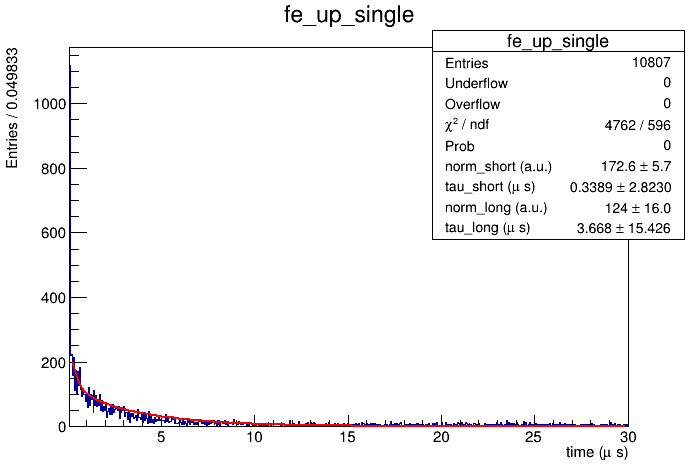 fe_up_single
fe_up_single
Entries 10807
Underflow 0
Overflow 0
χ² / ndf 4762 / 596
Prob 0
norm_short (a.u.) 172.6 ± 5.7
tau_short (μ s) 0.3389 ± 2.8230
norm_long (a.u.) 124 ± 16.0
tau_long (μ s) 3.668 ± 15.426
Entries / 0.049833
1000
800
600
400
200
0
5 10 15 20 25 30
time (μ s)